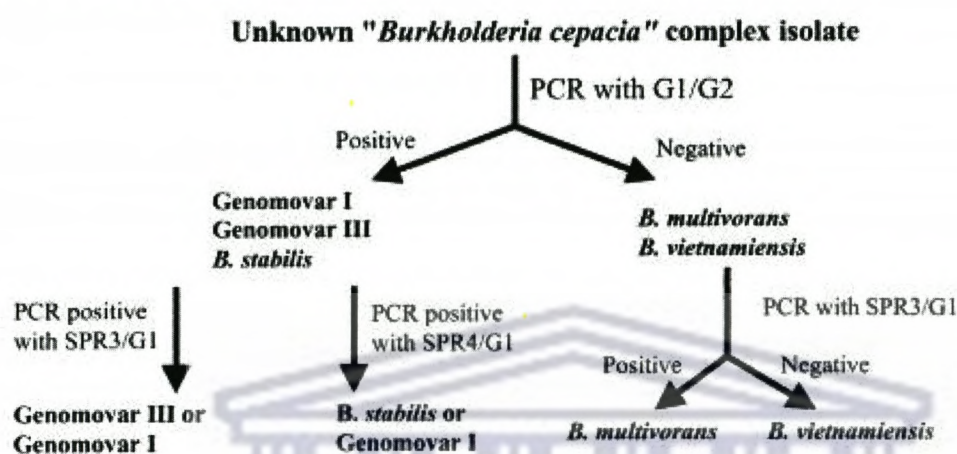 Unknown "Burkholderia cepacia" complex isolate
PCR with G1/G2
Positive
Negative
Genomovar I
Genomovar III
B. stabilis
B. multivorans
B. vietnamiensis
PCR positive
with SPR3/G1
PCR positive
with SPR4/G1
PCR with SPR3/G1
Positive
Negative
Genomovar III or
Genomovar I
B. stabilis or
Genomovar I
B. multivorans
B. vietnamiensis